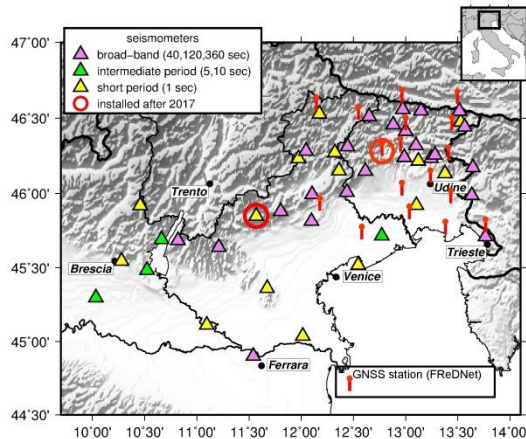 47°00'
46°30'
46°00'
45°30'
45°00'
44°30'
seismometers
broad-band (40,120,360 sec)
intermediate period (5,10 sec)
short period (1 sec)
installed after 2017
Trento
Udine
Brescia
Venice
Trieste
Ferrara
GNSS station (FReDNet)
10°00' 10°30' 11°00' 11°30' 12°00' 12°30' 13°00' 13°30' 14°00'